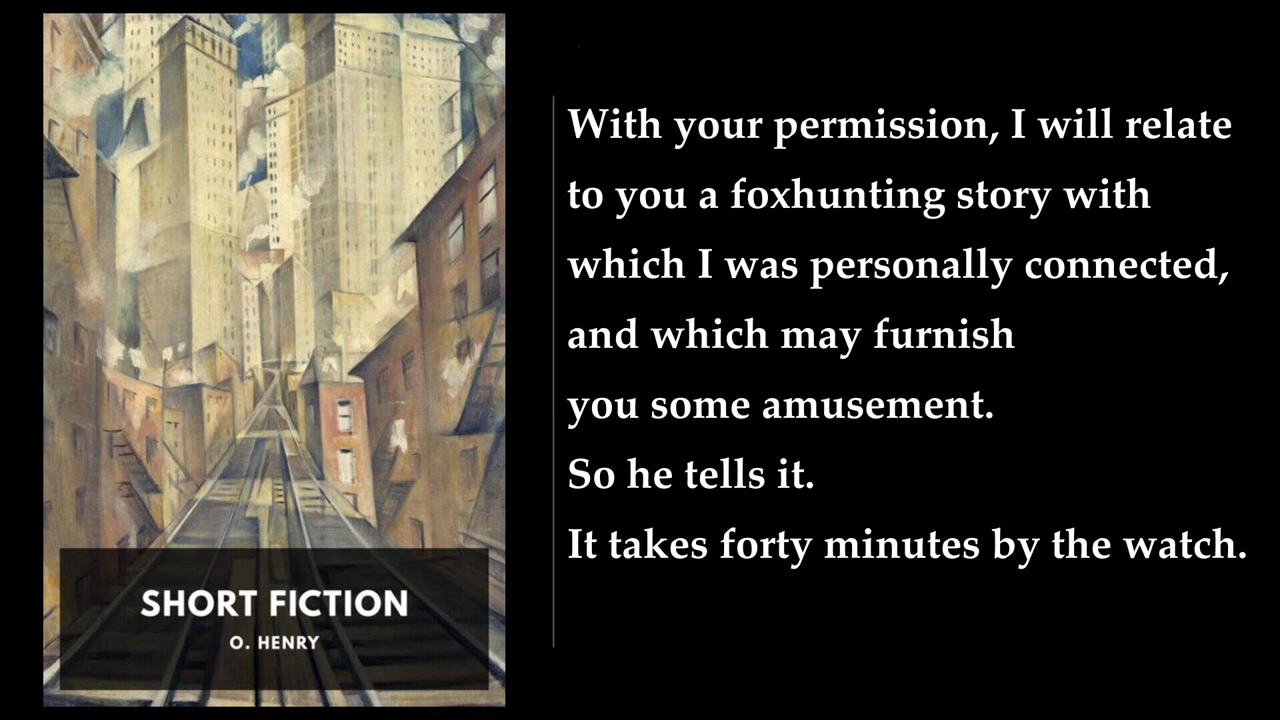 SHORT FICTION
O. HENRY
With your permission, I will relate
to you a foxhunting story with
which I was personally connected,
and which may furnish
you some amusement.
So he tells it.
It takes forty minutes by the watch.